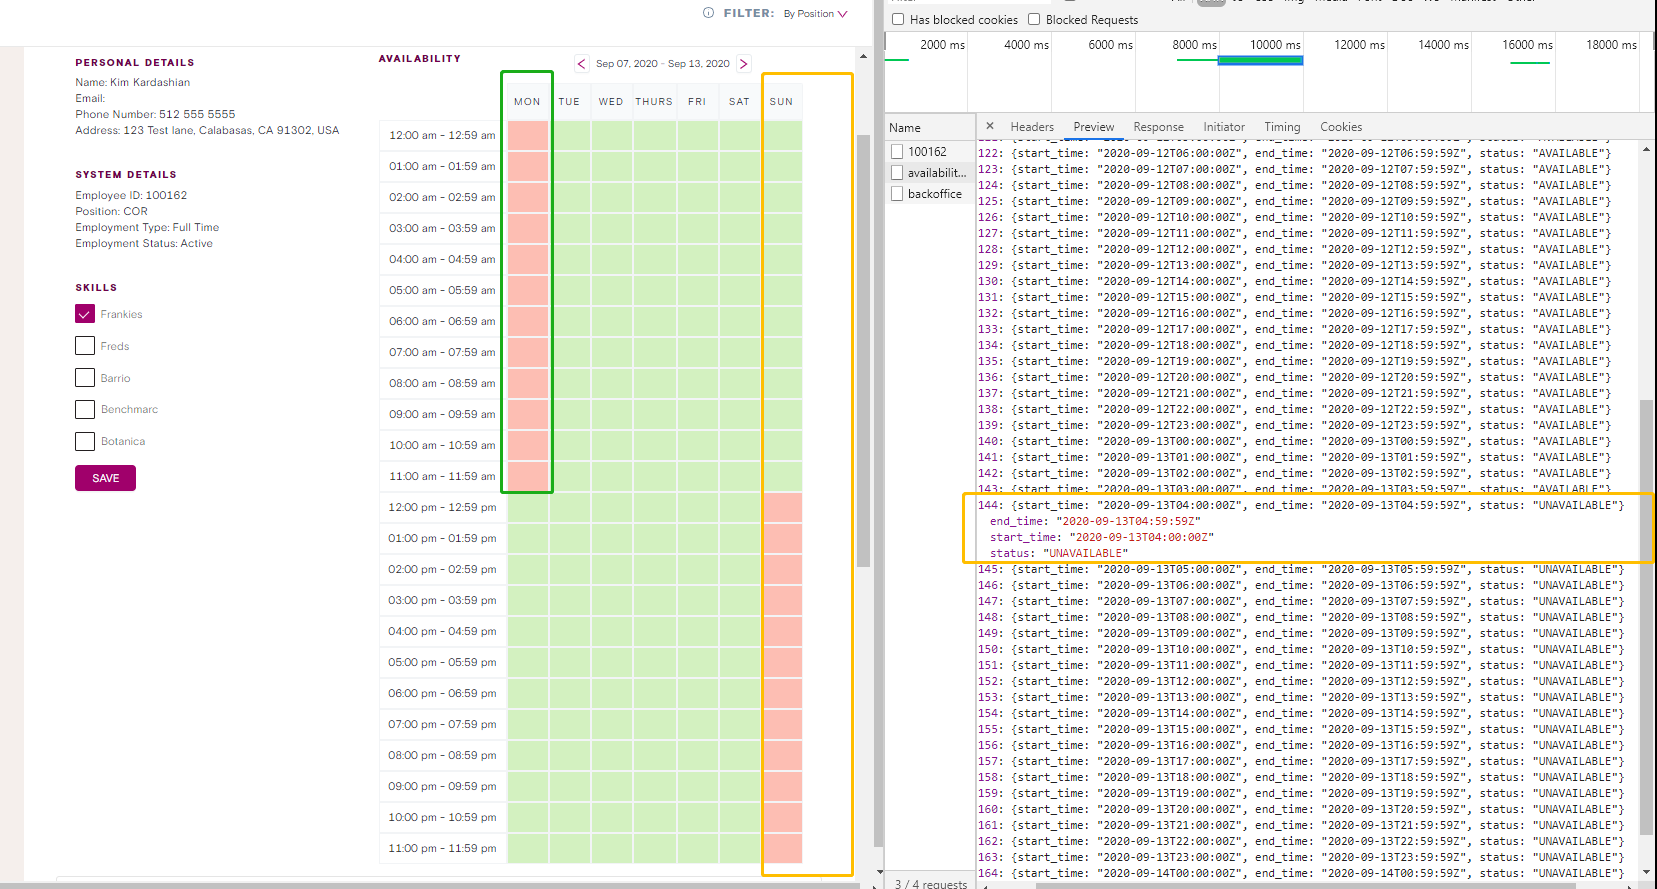 FILTER: By Position
PERSONAL DETAILS
Name: Kim Kardashian
Email:
Phone Number: 512 555 5555
Address: 123 Test lane, Calabasas, CA 91302, USA
SYSTEM DETAILS
Employee ID: 100162
Position: COR
Employment Type: Full Time
Employment Status: Active
SKILLS
Frankies
Freds
Barrio
Benchmarc
Botanica
SAVE
AVAILABILITY
Sep 07, 2020 - Sep 13, 2020
MON TUE WED THURS FRI SAT SUN
12:00 am - 12:59 am
01:00 am - 01:59 am
02:00 am - 02:59 am
03:00 am - 03:59 am
04:00 am - 04:59 am
05:00 am - 05:59 am
06:00 am - 06:59 am
07:00 am - 07:59 am
08:00 am - 08:59 am
09:00 am - 09:59 am
10:00 am - 10:59 am
11:00 am - 11:59 am
12:00 pm - 12:59 pm
01:00 pm - 01:59 pm
02:00 pm - 02:59 pm
03:00 pm - 03:59 pm
04:00 pm - 04:59 pm
05:00 pm - 05:59 pm
06:00 pm - 06:59 pm
07:00 pm - 07:59 pm
08:00 pm - 08:59 pm
09:00 pm - 09:59 pm
10:00 pm - 10:59 pm
11:00 pm - 11:59 pm
Has blocked cookies Blocked Requests
2000 ms 4000 ms 6000 ms 8000 ms 10000 ms 12000 ms 14000 ms 16000 ms 18000 ms
Name
100162
availabilit...
backoffice
3 / 4 requests
× Headers Preview Response Initiator Timing Cookies
122: {start_time: "2020-09-12T06:00:00Z", end_time: "2020-09-12T06:59:59Z", status: "AVAILABLE"}
123: {start_time: "2020-09-12T07:00:00Z", end_time: "2020-09-12T07:59:59Z", status: "AVAILABLE"}
124: {start_time: "2020-09-12T08:00:00Z", end_time: "2020-09-12T08:59:59Z", status: "AVAILABLE"}
125: {start_time: "2020-09-12T09:00:00Z", end_time: "2020-09-12T09:59:59Z", status: "AVAILABLE"}
126: {start_time: "2020-09-12T10:00:00Z", end_time: "2020-09-12T10:59:59Z", status: "AVAILABLE"}
127: {start_time: "2020-09-12T11:00:00Z", end_time: "2020-09-12T11:59:59Z", status: "AVAILABLE"}
128: {start_time: "2020-09-12T12:00:00Z", end_time: "2020-09-12T12:59:59Z", status: "AVAILABLE"}
129: {start_time: "2020-09-12T13:00:00Z", end_time: "2020-09-12T13:59:59Z", status: "AVAILABLE"}
130: {start_time: "2020-09-12T14:00:00Z", end_time: "2020-09-12T14:59:59Z", status: "AVAILABLE"}
131: {start_time: "2020-09-12T15:00:00Z", end_time: "2020-09-12T15:59:59Z", status: "AVAILABLE"}
132: {start_time: "2020-09-12T16:00:00Z", end_time: "2020-09-12T16:59:59Z", status: "AVAILABLE"}
133: {start_time: "2020-09-12T17:00:00Z", end_time: "2020-09-12T17:59:59Z", status: "AVAILABLE"}
134: {start_time: "2020-09-12T18:00:00Z", end_time: "2020-09-12T18:59:59Z", status: "AVAILABLE"}
135: {start_time: "2020-09-12T19:00:00Z", end_time: "2020-09-12T19:59:59Z", status: "AVAILABLE"}
136: {start_time: "2020-09-12T20:00:00Z", end_time: "2020-09-12T20:59:59Z", status: "AVAILABLE"}
137: {start_time: "2020-09-12T21:00:00Z", end_time: "2020-09-12T21:59:59Z", status: "AVAILABLE"}
138: {start_time: "2020-09-12T22:00:00Z", end_time: "2020-09-12T22:59:59Z", status: "AVAILABLE"}
139: {start_time: "2020-09-12T23:00:00Z", end_time: "2020-09-12T23:59:59Z", status: "AVAILABLE"}
140: {start_time: "2020-09-13T00:00:00Z", end_time: "2020-09-13T00:59:59Z", status: "AVAILABLE"}
141: {start_time: "2020-09-13T01:00:00Z", end_time: "2020-09-13T01:59:59Z", status: "AVAILABLE"}
142: {start_time: "2020-09-13T02:00:00Z", end_time: "2020-09-13T02:59:59Z", status: "AVAILABLE"}
143: {start_time: "2020-09-13T03:00:00Z", end_time: "2020-09-13T03:59:59Z", status: "AVAILABLE"}
144: {start_time: "2020-09-13T04:00:00Z", end_time: "2020-09-13T04:59:59Z", status: "UNAVAILABLE"}
end_time: "2020-09-13T04:59:59Z"
start_time: "2020-09-13T04:00:00Z"
status: "UNAVAILABLE"
145: {start_time: "2020-09-13T05:00:00Z", end_time: "2020-09-13T05:59:59Z", status: "UNAVAILABLE"}
146: {start_time: "2020-09-13T06:00:00Z", end_time: "2020-09-13T06:59:59Z", status: "UNAVAILABLE"}
147: {start_time: "2020-09-13T07:00:00Z", end_time: "2020-09-13T07:59:59Z", status: "UNAVAILABLE"}
148: {start_time: "2020-09-13T08:00:00Z", end_time: "2020-09-13T08:59:59Z", status: "UNAVAILABLE"}
149: {start_time: "2020-09-13T09:00:00Z", end_time: "2020-09-13T09:59:59Z", status: "UNAVAILABLE"}
150: {start_time: "2020-09-13T10:00:00Z", end_time: "2020-09-13T10:59:59Z", status: "UNAVAILABLE"}
151: {start_time: "2020-09-13T11:00:00Z", end_time: "2020-09-13T11:59:59Z", status: "UNAVAILABLE"}
152: {start_time: "2020-09-13T12:00:00Z", end_time: "2020-09-13T12:59:59Z", status: "UNAVAILABLE"}
153: {start_time: "2020-09-13T13:00:00Z", end_time: "2020-09-13T13:59:59Z", status: "UNAVAILABLE"}
154: {start_time: "2020-09-13T14:00:00Z", end_time: "2020-09-13T14:59:59Z", status: "UNAVAILABLE"}
155: {start_time: "2020-09-13T15:00:00Z", end_time: "2020-09-13T15:59:59Z", status: "UNAVAILABLE"}
156: {start_time: "2020-09-13T16:00:00Z", end_time: "2020-09-13T16:59:59Z", status: "UNAVAILABLE"}
157: {start_time: "2020-09-13T17:00:00Z", end_time: "2020-09-13T17:59:59Z", status: "UNAVAILABLE"}
158: {start_time: "2020-09-13T18:00:00Z", end_time: "2020-09-13T18:59:59Z", status: "UNAVAILABLE"}
159: {start_time: "2020-09-13T19:00:00Z", end_time: "2020-09-13T19:59:59Z", status: "UNAVAILABLE"}
160: {start_time: "2020-09-13T20:00:00Z", end_time: "2020-09-13T20:59:59Z", status: "UNAVAILABLE"}
161: {start_time: "2020-09-13T21:00:00Z", end_time: "2020-09-13T21:59:59Z", status: "UNAVAILABLE"}
162: {start_time: "2020-09-13T22:00:00Z", end_time: "2020-09-13T22:59:59Z", status: "UNAVAILABLE"}
163: {start_time: "2020-09-13T23:00:00Z", end_time: "2020-09-13T23:59:59Z", status: "UNAVAILABLE"}
164: {start_time: "2020-09-14T00:00:00Z", end_time: "2020-09-14T00:59:59Z", status: "UNAVAILABLE"}